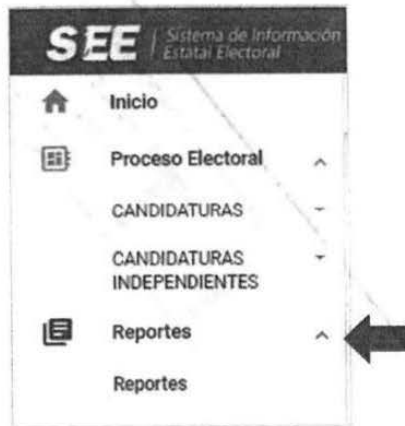 SEE Sistema de Información
Estatal Electoral
Inicio
Proceso Electoral
CANDIDATURAS
CANDIDATURAS
INDEPENDIENTES
Reportes
Reportes